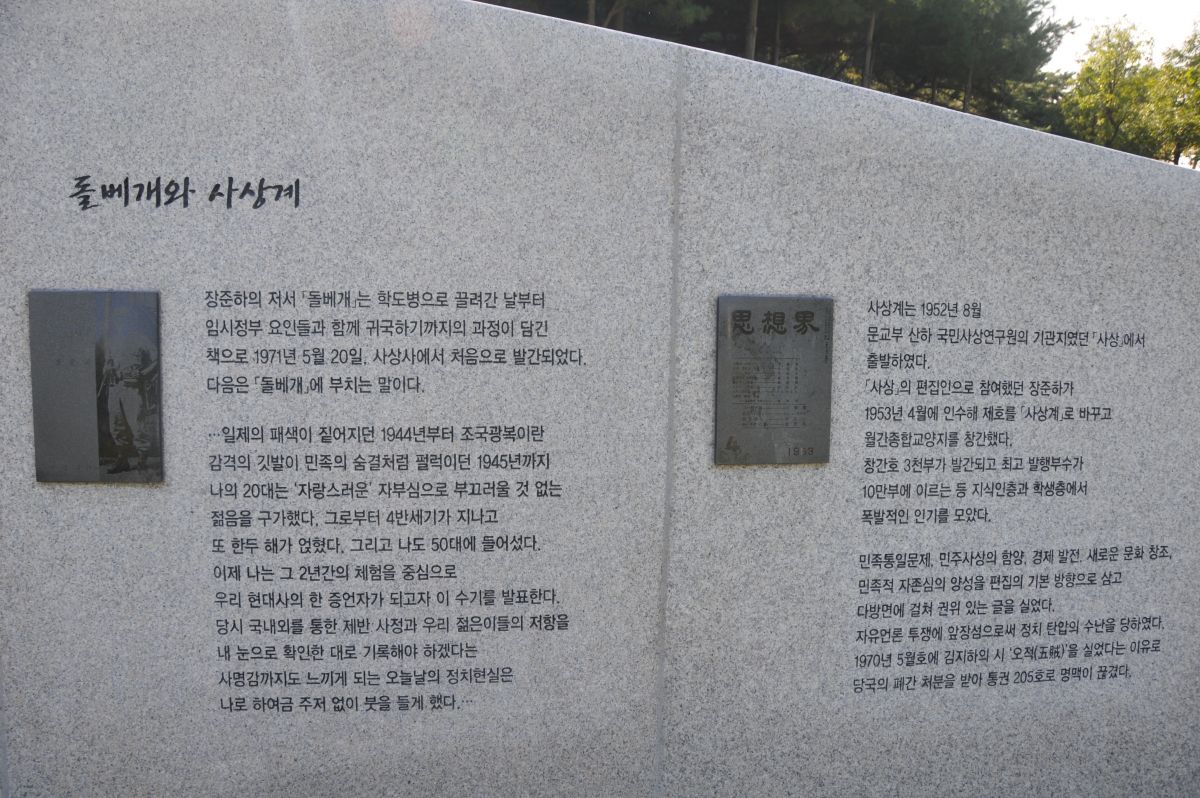 돌베개와 사상계
장준하의 저서 「돌베개」는 학도병으로 끌려간 날부터
임시정부 요인들과 함께 귀국하기까지의 과정이 담긴
책으로 1971년 5월 20일, 사상사에서 처음으로 발간되었다.
다음은 「돌베개」에 부치는 말이다.
…일제의 패색이 짙어지던 1944년부터 조국광복이란
감격의 깃발이 민족의 숨결처럼 펄럭이던 1945년까지
나의 20대는 '자랑스러운' 자부심으로 부끄러울 것 없는
젊음을 구가했다. 그로부터 4반세기가 지나고
또 한두 해가 얹혔다. 그리고 나도 50대에 들어섰다.
이제 나는 그 2년간의 체험을 중심으로
우리 현대사의 한 증언자가 되고자 이 수기를 발표한다.
당시 국내외를 통한 제반 사정과 우리 젊은이들의 저항을
내 눈으로 확인한 대로 기록해야 하겠다는
사명감까지도 느끼게 되는 오늘날의 정치현실은
나로 하여금 주저 없이 붓을 들게 했다.…
思想界
4
1953
사상계는 1952년 8월
문교부 산하 국민사상연구원의 기관지였던 「사상」에서
출발하였다.
「사상」의 편집인으로 참여했던 장준하가
1953년 4월에 인수해 제호를 「사상계」로 바꾸고
월간종합교양지를 창간했다.
창간호 3천부가 발간되고 최고 발행부수가
10만부에 이르는 등 지식인층과 학생층에서
폭발적인 인기를 모았다.
민족통일문제, 민주사상의 함양, 경제 발전, 새로운 문화 창조,
민족적 자존심의 양성을 편집의 기본 방향으로 삼고
다방면에 걸쳐 권위 있는 글을 실었다.
자유언론 투쟁에 앞장섬으로써 정치 탄압의 수난을 당하였다.
1970년 5월호에 김지하의 시 '오적(五賊)'을 실었다는 이유로
당국의 폐간 처분을 받아 통권 205호로 명맥이 끊겼다.